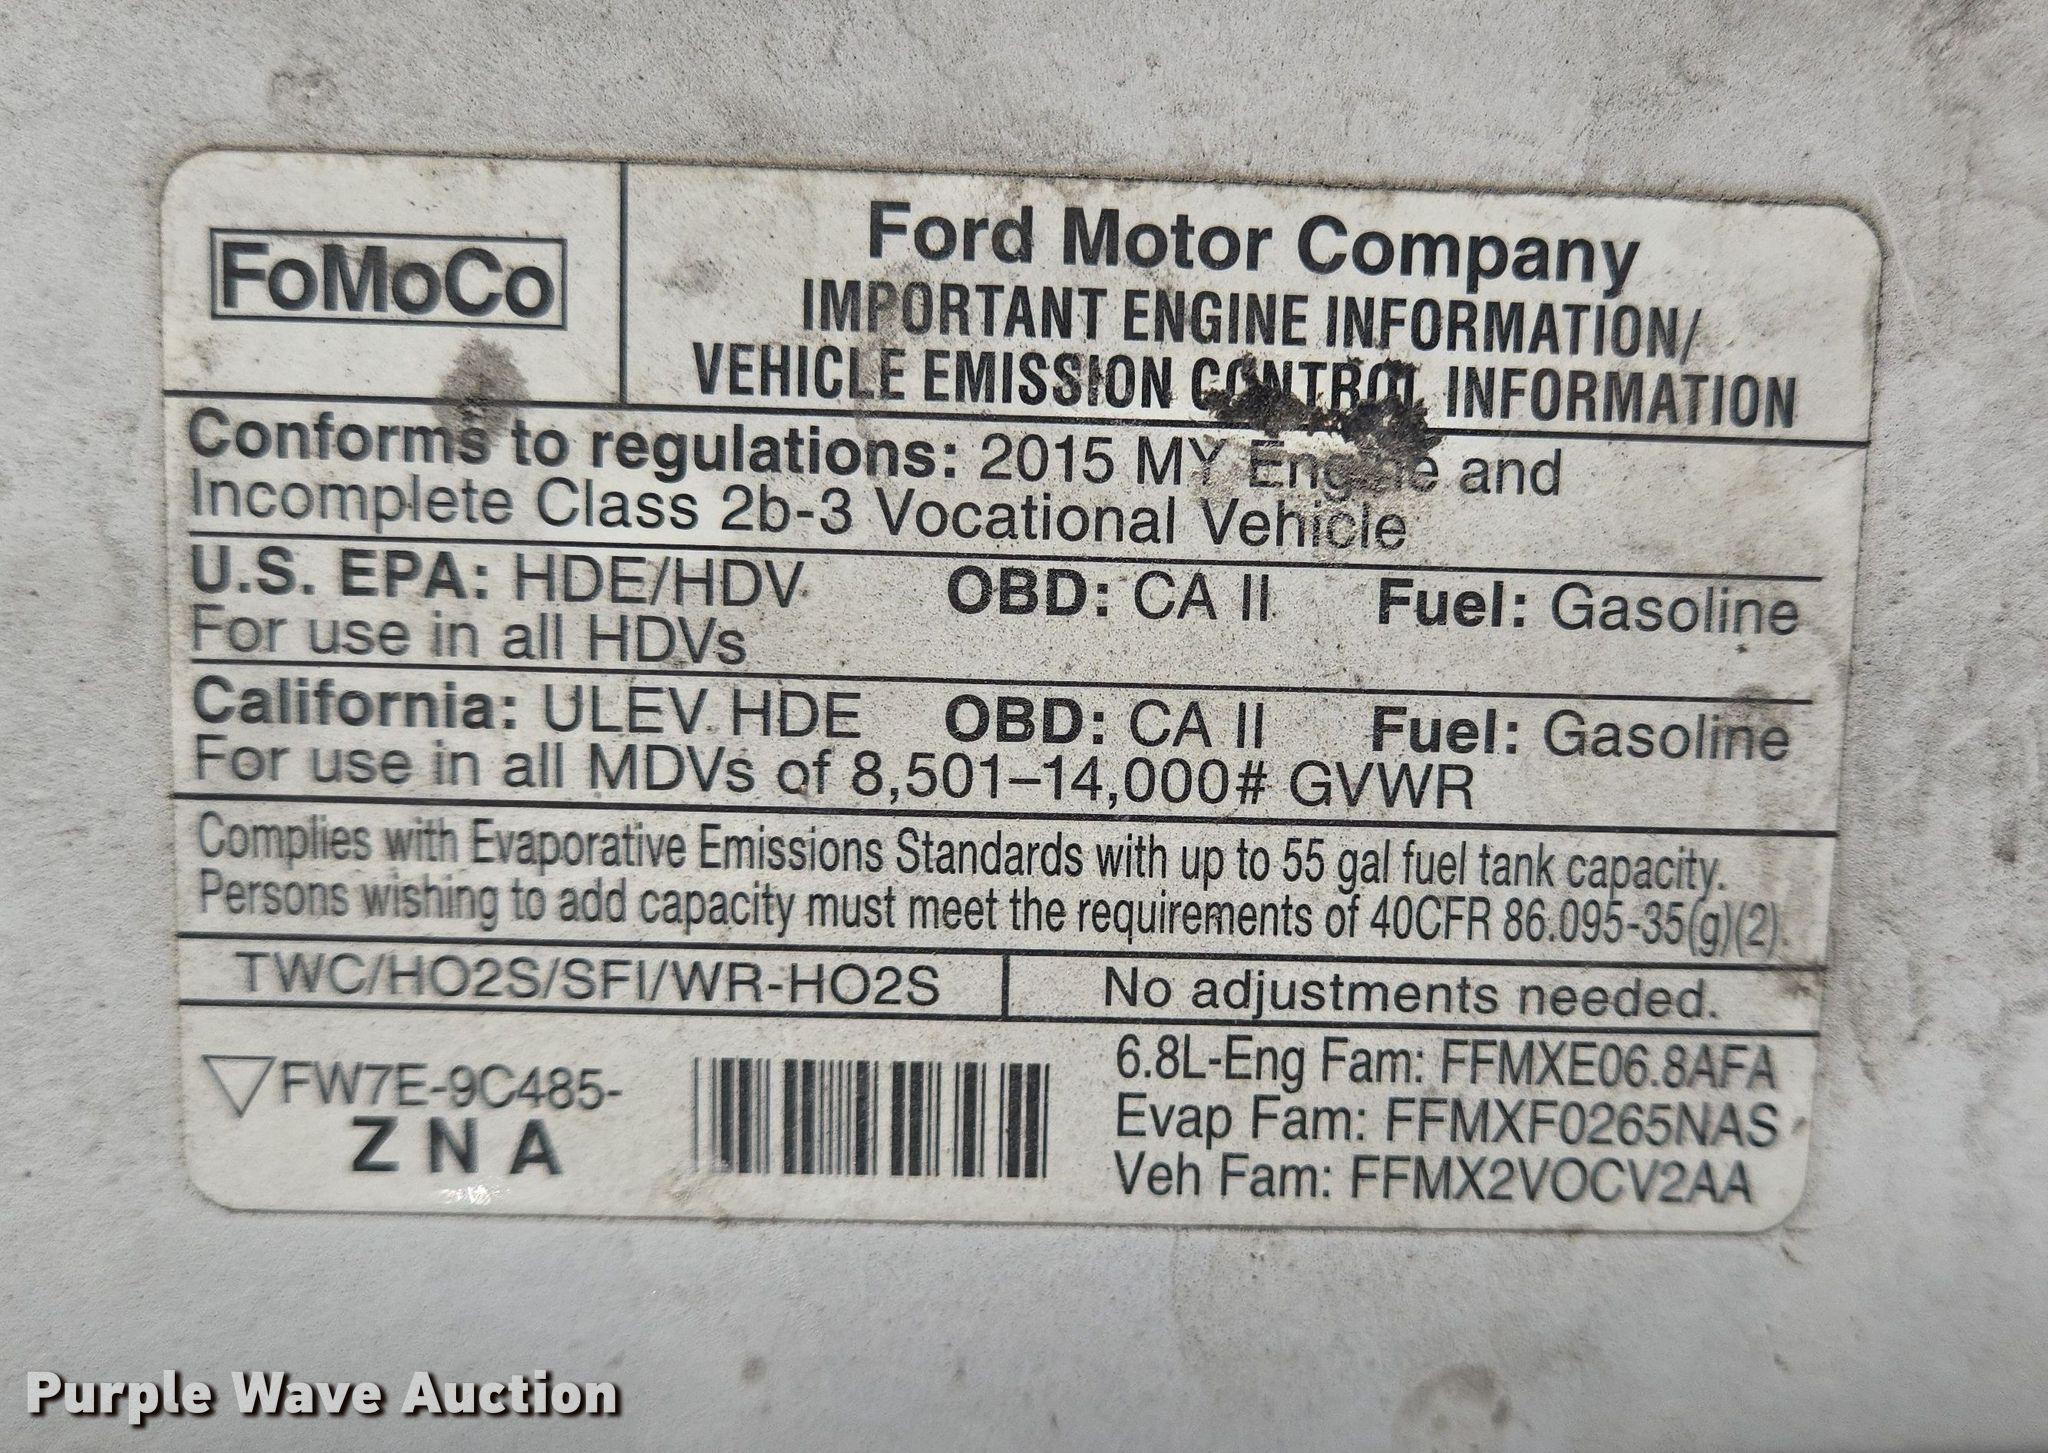 FoMoCo
Ford Motor Company
IMPORTANT ENGINE INFORMATION/
VEHICLE EMISSION CONTROL INFORMATION
Conforms to regulations: 2015 MY Engine and
Incomplete Class 2b-3 Vocational Vehicle
U.S. EPA: HDE/HDV OBD: CA II Fuel: Gasoline
For use in all HDVs
California: ULEV HDE OBD: CA II Fuel: Gasoline
For use in all MDVs of 8,501–14,000# GVWR
Complies with Evaporative Emissions Standards with up to 55 gal fuel tank capacity.
Persons wishing to add capacity must meet the requirements of 40CFR 86.095-35(g)(2).
TWC/HO2S/SFI/WR-HO2S No adjustments needed.
FW7E-9C485-
Z N A
6.8L-Eng Fam: FFMXE06.8AFA
Evap Fam: FFMXF0265NAS
Veh Fam: FFMX2VOCV2AA
Purple Wave Auction